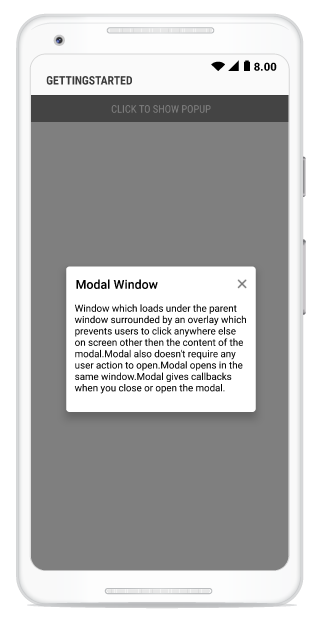 8.00
GETTINGSTARTED
CLICK TO SHOW POPUP
Modal Window
Window which loads under the parent
window surrounded by an overlay which
prevents users to click anywhere else
on screen other then the content of the
modal.Modal also doesn't require any
user action to open.Modal opens in the
same window.Modal gives callbacks
when you close or open the modal.